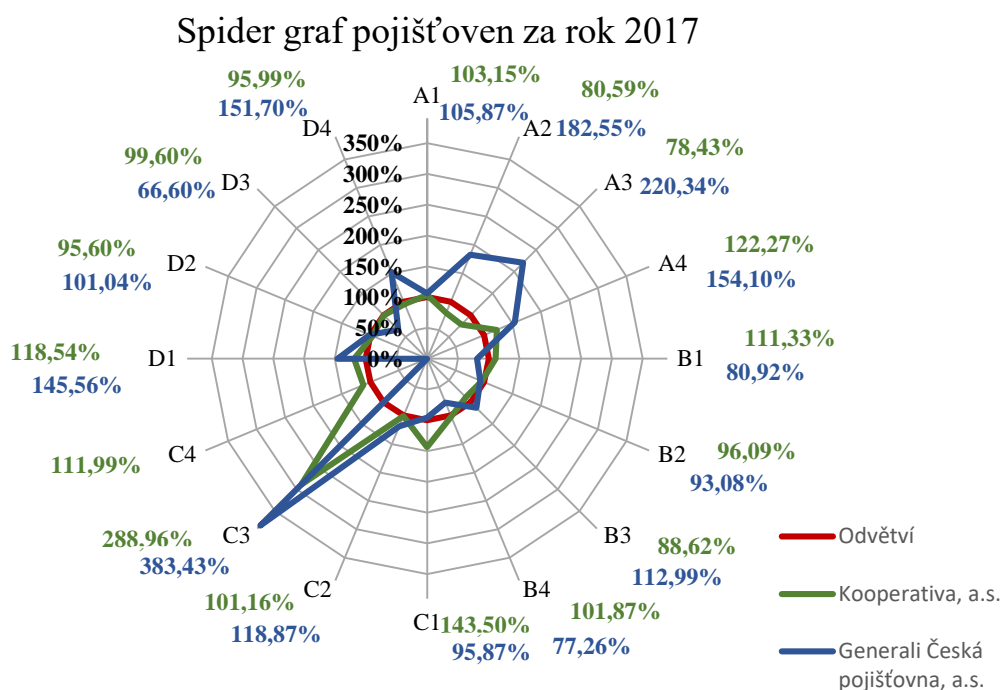 Spider graf pojišťoven za rok 2017
103,15%
A1
105,87%
80,59%
A2
182,55%
78,43%
A3
220,34%
122,27%
A4
154,10%
111,33%
B1
80,92%
96,09%
B2
93,08%
88,62%
B3
112,99%
101,87%
B4
77,26%
143,50%
C1
95,87%
101,16%
C2
118,87%
288,96%
C3
383,43%
111,99%
C4
118,54%
D1
145,56%
95,60%
D2
101,04%
99,60%
D3
66,60%
95,99%
D4
151,70%
350%
300%
250%
200%
150%
100%
50%
0%
Odvětví
Kooperativa, a.s.
Generali Česká
pojišťovna, a.s.